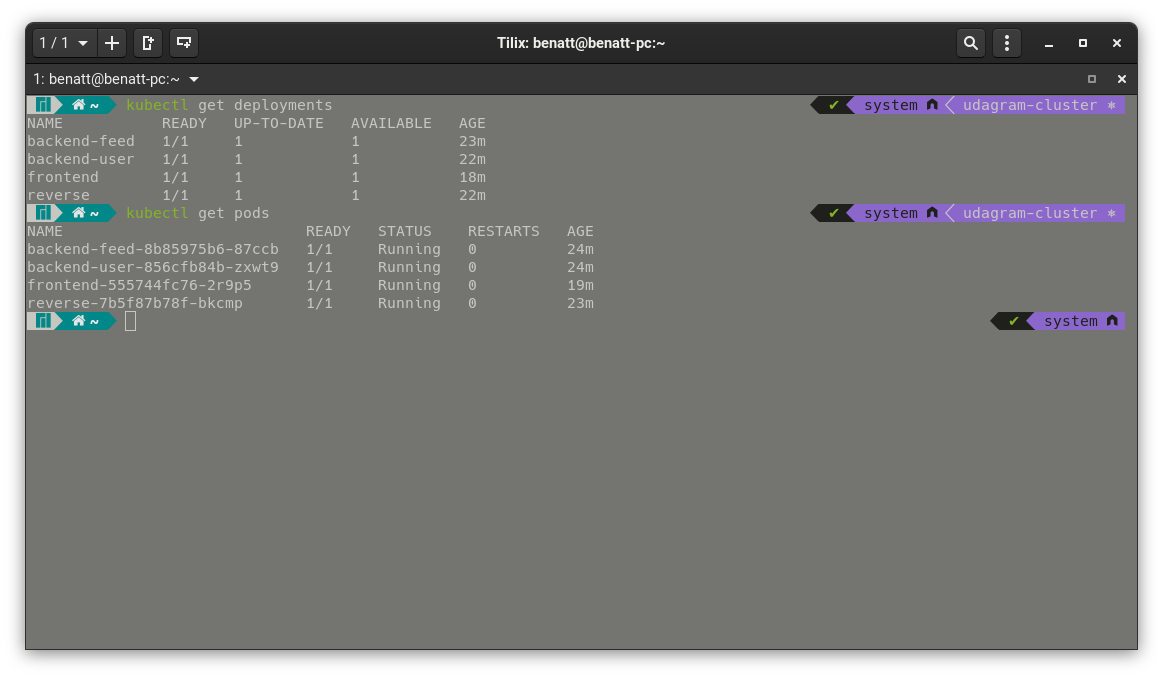 1 / 1 Tilix: benatt@benatt-pc:~
1: benatt@benatt-pc:~
~ kubectl get deployments ✔ system udagram-cluster ⎈
NAME READY UP-TO-DATE AVAILABLE AGE
backend-feed 1/1 1 1 23m
backend-user 1/1 1 1 22m
frontend 1/1 1 1 18m
reverse 1/1 1 1 22m
~ kubectl get pods ✔ system udagram-cluster ⎈
NAME READY STATUS RESTARTS AGE
backend-feed-8b85975b6-87ccb 1/1 Running 0 24m
backend-user-856cfb84b-zxwt9 1/1 Running 0 24m
frontend-555744fc76-2r9p5 1/1 Running 0 19m
reverse-7b5f87b78f-bkcmp 1/1 Running 0 23m
~ ✔ system